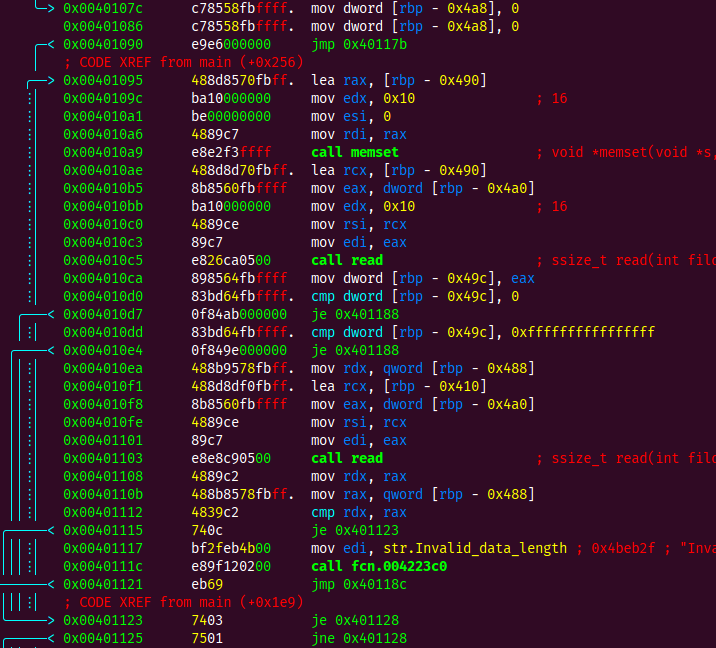 0x0040107c c78558fbffff. mov dword [rbp - 0x4a8], 0
0x00401086 c78558fbffff. mov dword [rbp - 0x4a8], 0
0x00401090 e9e6000000 jmp 0x40117b
; CODE XREF from main (+0x256)
0x00401095 488d8570fbff. lea rax, [rbp - 0x490]
0x0040109c ba10000000 mov edx, 0x10 ; 16
0x004010a1 be00000000 mov esi, 0
0x004010a6 4889c7 mov rdi, rax
0x004010a9 e8e2f3ffff call memset ; void *memset(void *s,
0x004010ae 488d8d70fbff. lea rcx, [rbp - 0x490]
0x004010b5 8b8560fbffff mov eax, dword [rbp - 0x4a0]
0x004010bb ba10000000 mov edx, 0x10 ; 16
0x004010c0 4889ce mov rsi, rcx
0x004010c3 89c7 mov edi, eax
0x004010c5 e826ca0500 call read ; ssize_t read(int fild
0x004010ca 898564fbffff mov dword [rbp - 0x49c], eax
0x004010d0 83bd64fbffff. cmp dword [rbp - 0x49c], 0
0x004010d7 0f84ab000000 je 0x401188
0x004010dd 83bd64fbffff. cmp dword [rbp - 0x49c], 0xffffffffffffffff
0x004010e4 0f849e000000 je 0x401188
0x004010ea 488b9578fbff. mov rdx, qword [rbp - 0x488]
0x004010f1 488d8df0fbff. lea rcx, [rbp - 0x410]
0x004010f8 8b8560fbffff mov eax, dword [rbp - 0x4a0]
0x004010fe 4889ce mov rsi, rcx
0x00401101 89c7 mov edi, eax
0x00401103 e8e8c90500 call read ; ssize_t read(int fild
0x00401108 4889c2 mov rdx, rax
0x0040110b 488b8578fbff. mov rax, qword [rbp - 0x488]
0x00401112 4839c2 cmp rdx, rax
0x00401115 740c je 0x401123
0x00401117 bf2feb4b00 mov edi, str.Invalid_data_length ; 0x4beb2f ; "Inva
0x0040111c e89f120200 call fcn.004223c0
0x00401121 eb69 jmp 0x40118c
; CODE XREF from main (+0x1e9)
0x00401123 7403 je 0x401128
0x00401125 7501 jne 0x401128